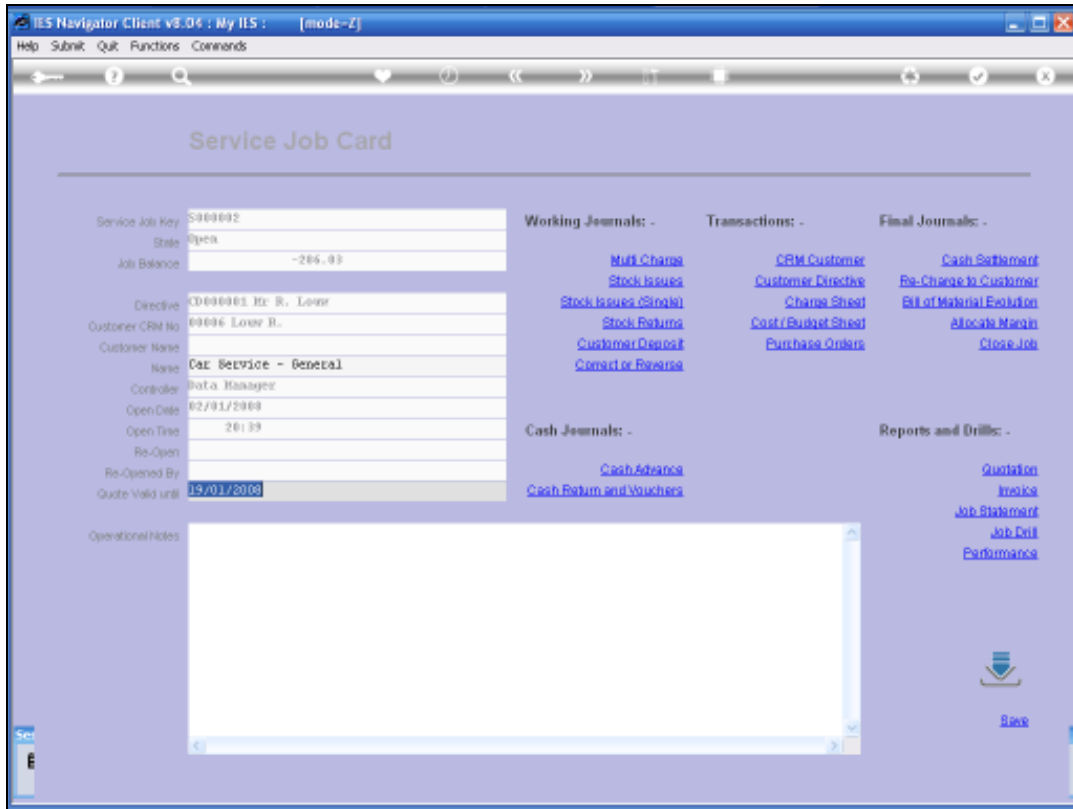 IES Navigator Client v8.04 : My IES : [mode=Z]
Help Submit Quit Functions Commands
Service Job Card
Service Job Key S000002
State Open
Job Balance -286.03
Directive CD000001 Mr R. Louw
Customer CRM No 00006 Louw R.
Customer Name
Name Car Service - General
Controller Data Manager
Open Date 02/01/2008
Open Time 20:39
Re-Open
Re-Opened By
Quote Valid until 19/01/2008
Operational Notes
Working Journals: -
Multi Charge
Stock Issues
Stock Issues (Single)
Stock Returns
Customer Deposit
Correct or Reverse
Transactions: -
CRM Customer
Customer Directive
Charge Sheet
Cost / Budget Sheet
Purchase Orders
Final Journals: -
Cash Settlement
Re-Charge to Customer
Bill of Material Evolution
Allocate Margin
Close Job
Cash Journals: -
Cash Advance
Cash Return and Vouchers
Reports and Drills: -
Quotation
Invoice
Job Statement
Job Drill
Performance
Save